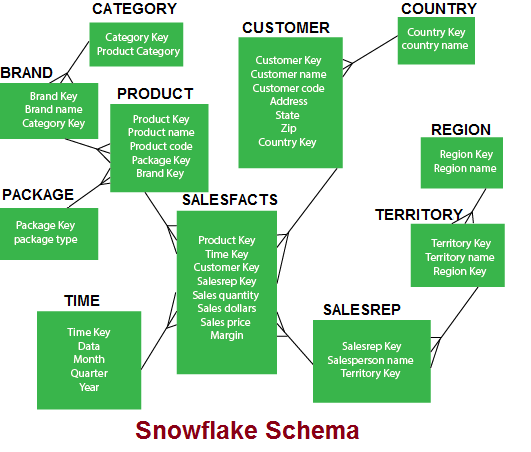 CATEGORY
Category Key
Product Category
BRAND
Brand Key
Brand name
Category Key
PRODUCT
Product Key
Product name
Product code
Package Key
Brand Key
PACKAGE
Package Key
package type
CUSTOMER
Customer Key
Customer name
Customer code
Address
State
Zip
Country Key
COUNTRY
Country Key
country name
REGION
Region Key
Region name
TERRITORY
Territory Key
Territory name
Region Key
SALESFACTS
Product Key
Time Key
Customer Key
Salesrep Key
Sales quantity
Sales dollars
Sales price
Margin
TIME
Time Key
Data
Month
Quarter
Year
SALESREP
Salesrep Key
Salesperson name
Territory Key
Snowflake Schema